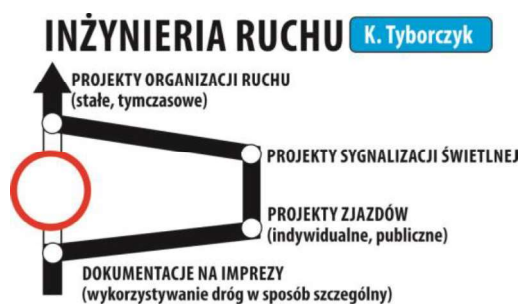 INŻYNIERIA RUCHU K. Tyborczyk
PROJEKTY ORGANIZACJI RUCHU
(stałe, tymczasowe)
PROJEKTY SYGNALIZACJI ŚWIETLNEJ
PROJEKTY ZJAZDÓW
(indywidualne, publiczne)
DOKUMENTACJE NA IMPREZY
(wykorzystywanie dróg w sposób szczególny)